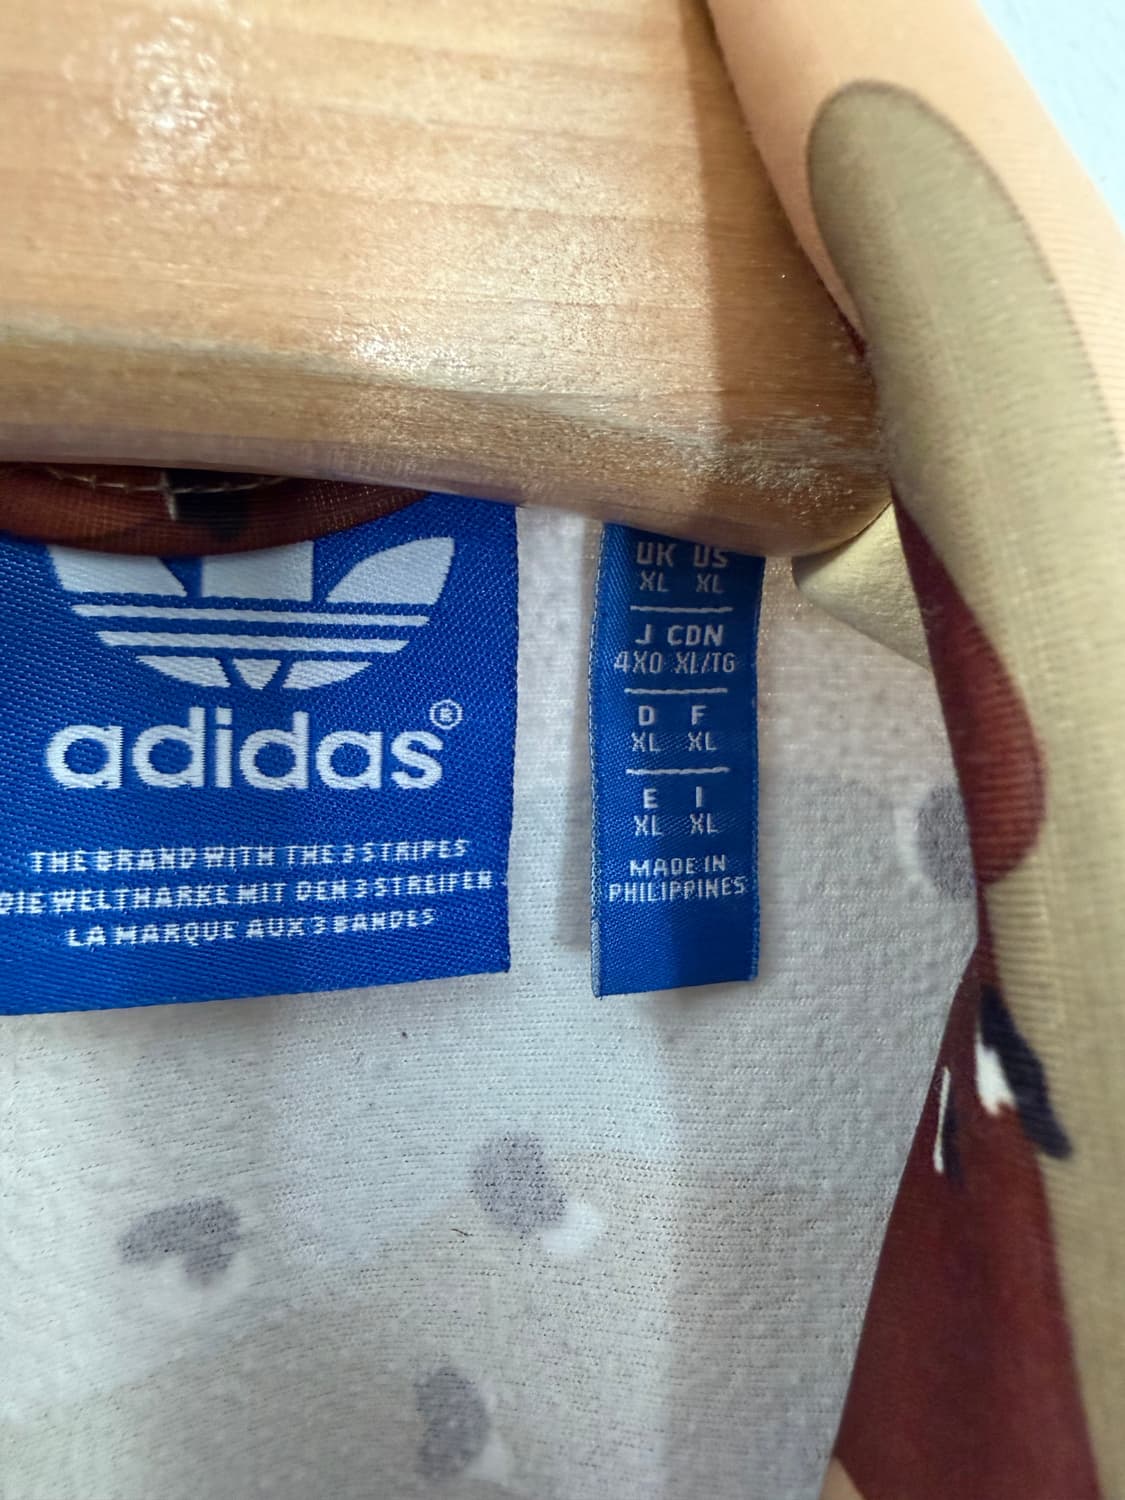 adidas®
THE BRAND WITH THE 3 STRIPES
DIE WELTMARKE MIT DEN 3 STREIFEN
LA MARQUE AUX 3 BANDES
UK US
XL XL
J CDN
4XO XL/TG
D F
XL XL
E I
XL XL
MADE IN
PHILIPPINES